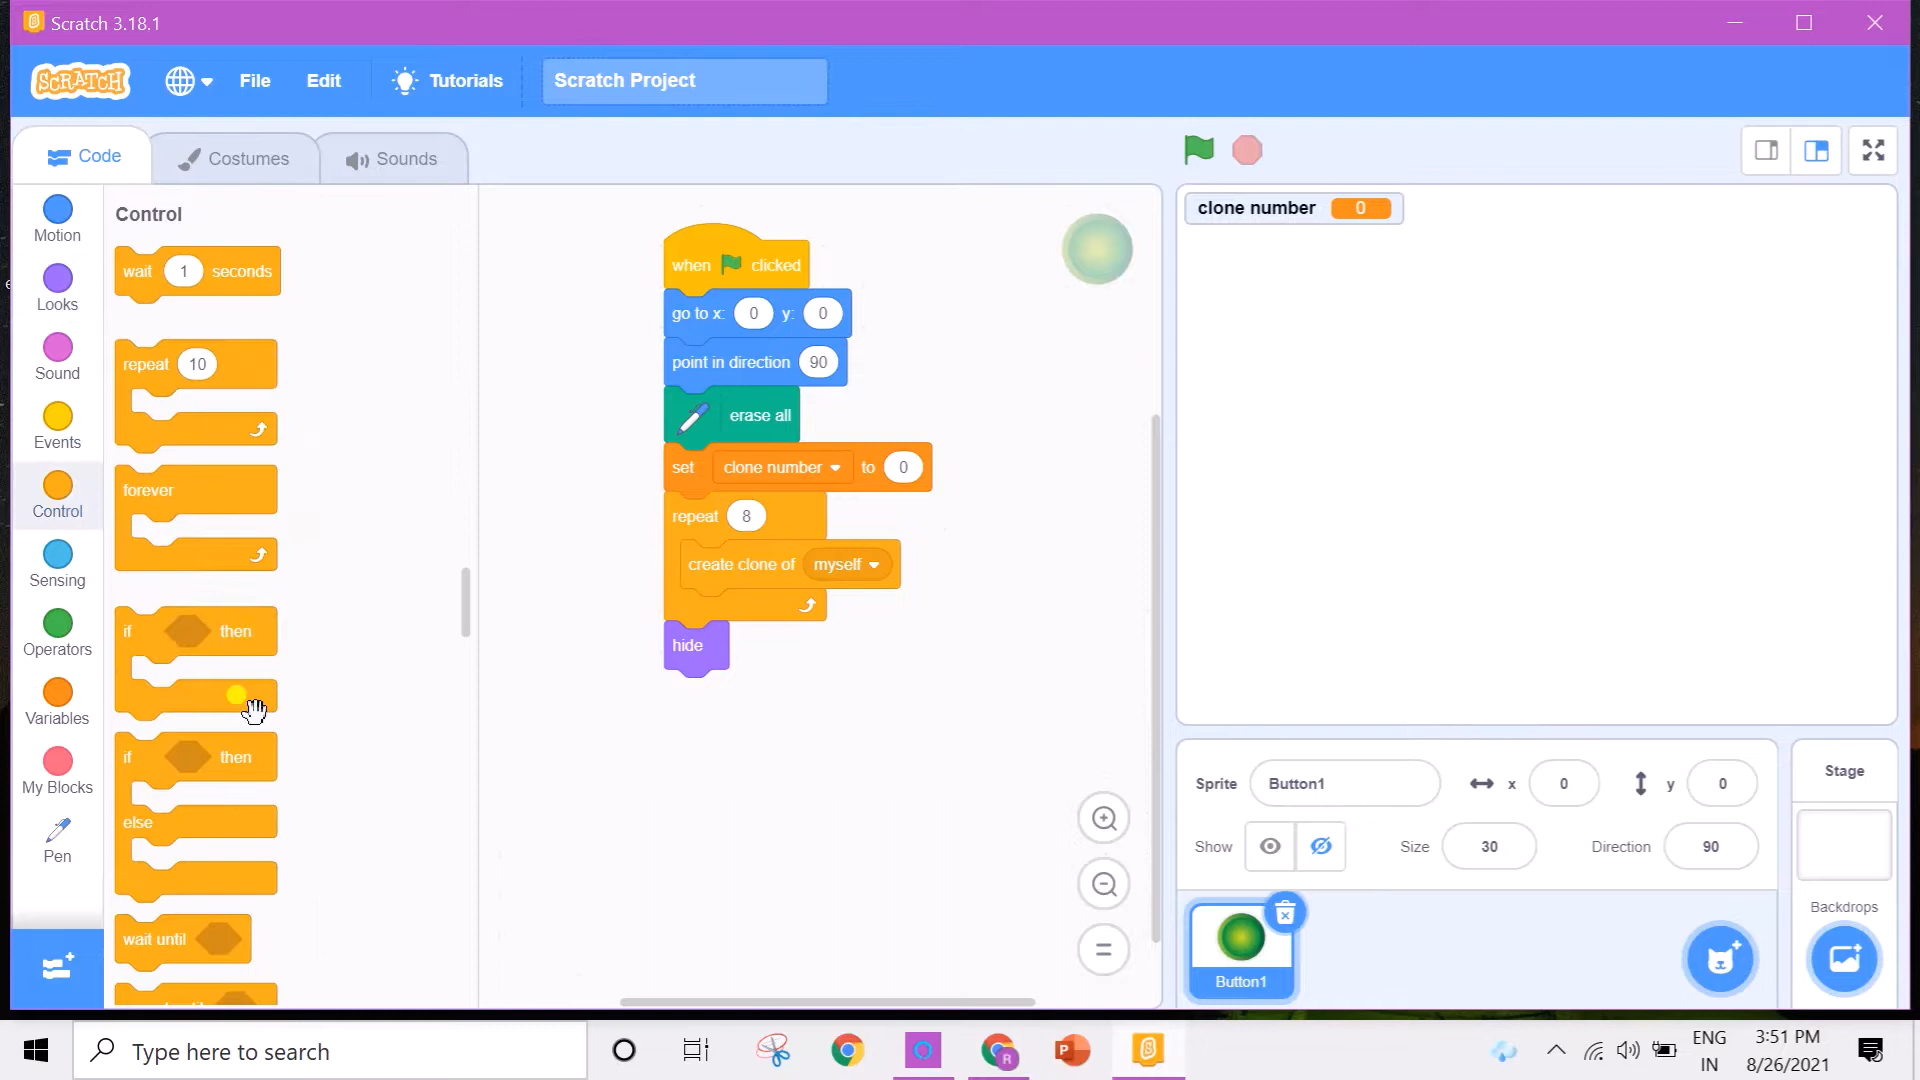 Scratch 3.18.1
SCRATCH
File
Edit
Tutorials
Scratch Project
Code
Costumes
Sounds
Motion
Looks
Sound
Events
Control
Sensing
Operators
Variables
My Blocks
Pen
Control
wait 1 seconds
repeat 10
forever
if then
if then
else
wait until
when clicked
go to x: 0 y: 0
point in direction 90
erase all
set clone number to 0
repeat 8
create clone of myself
hide
clone number 0
Sprite Button1 x 0 y 0
Show Size 30 Direction 90
Button1
Stage
Backdrops
Type here to search
ENG
IN
3:51 PM
8/26/2021